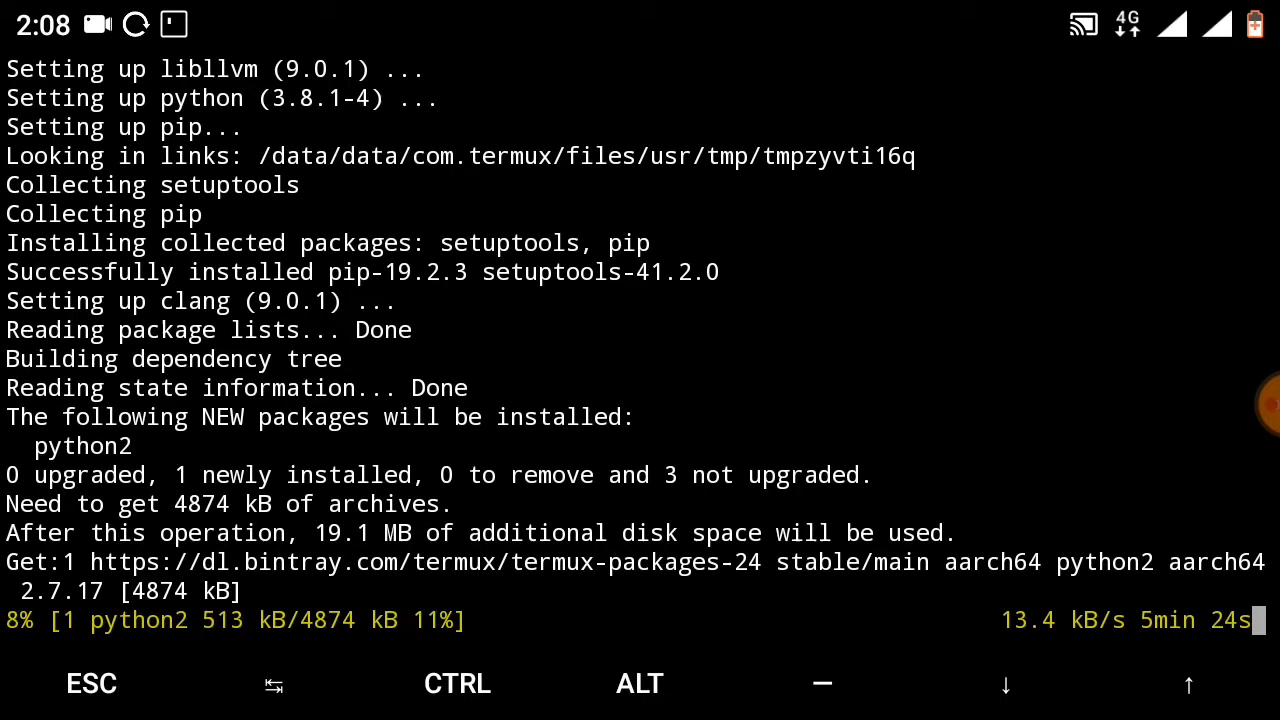 2:08 4G
Setting up libllvm (9.0.1) ...
Setting up python (3.8.1-4) ...
Setting up pip...
Looking in links: /data/data/com.termux/files/usr/tmp/tmpzyvti16q
Collecting setuptools
Collecting pip
Installing collected packages: setuptools, pip
Successfully installed pip-19.2.3 setuptools-41.2.0
Setting up clang (9.0.1) ...
Reading package lists... Done
Building dependency tree
Reading state information... Done
The following NEW packages will be installed:
  python2
0 upgraded, 1 newly installed, 0 to remove and 3 not upgraded.
Need to get 4874 kB of archives.
After this operation, 19.1 MB of additional disk space will be used.
Get:1 https://dl.bintray.com/termux/termux-packages-24 stable/main aarch64 python2 aarch64
 2.7.17 [4874 kB]
8% [1 python2 513 kB/4874 kB 11%] 13.4 kB/s 5min 24s
ESC ↹ CTRL ALT — ↓ ↑